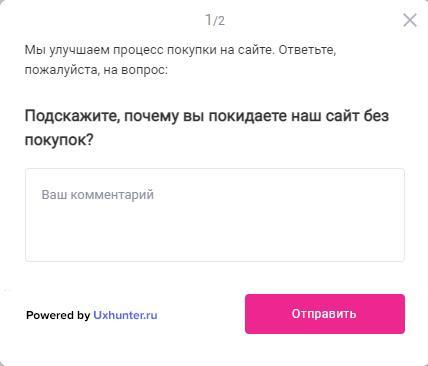 1/2
Мы улучшаем процесс покупки на сайте. Ответьте,
пожалуйста, на вопрос:
Подскажите, почему вы покидаете наш сайт без
покупок?
Ваш комментарий
Powered by Uxhunter.ru
Отправить